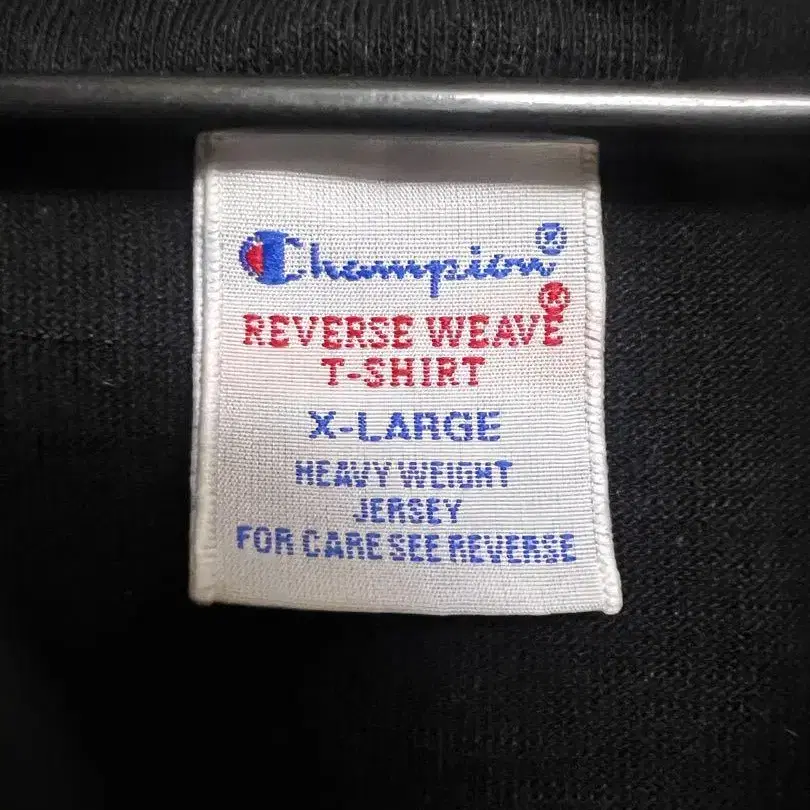 Champion®
REVERSE WEAVE®
T-SHIRT
X-LARGE
HEAVY WEIGHT
JERSEY
FOR CARE SEE REVERSE